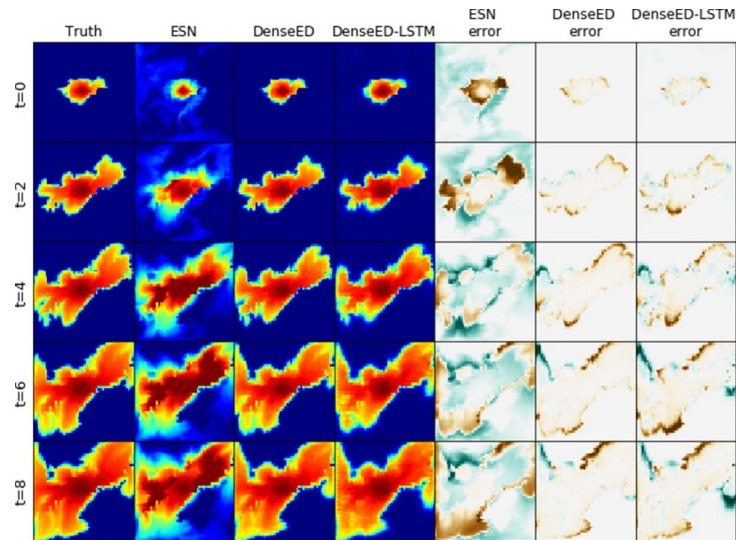 Truth ESN DenseED DenseED-LSTM ESN error DenseED error DenseED-LSTM error
t=0
t=2
t=4
t=6
t=8